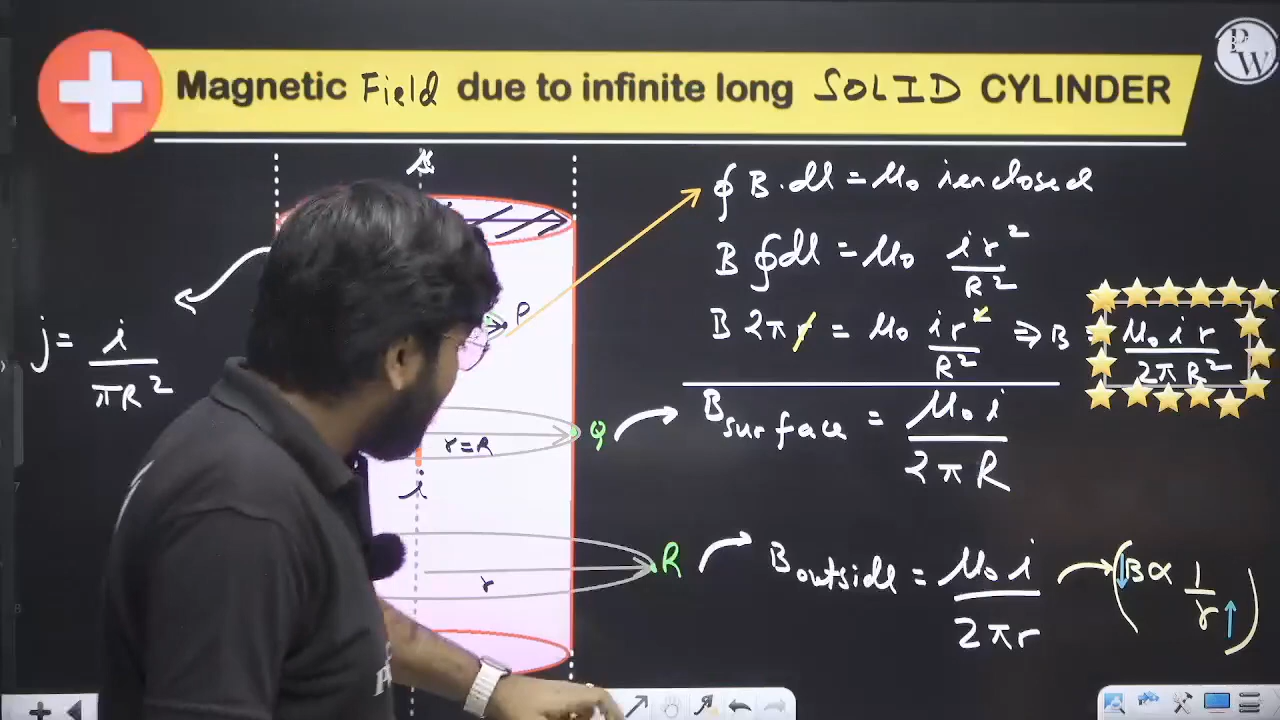 Magnetic Field due to infinite long SOLID CYLINDER
PW
∮ B·dl = μ₀ ienclosed
B ∮dl = μ₀ ir²/R²
B 2πr = μ₀ ir²/R² ⇒ B = μ₀ir/2πR²
P
j = i/πR²
r=R
Q
Bsurface = μ₀i/2πR
i
R
r
Boutside = μ₀i/2πr
(↓B ∝ 1/r↑)